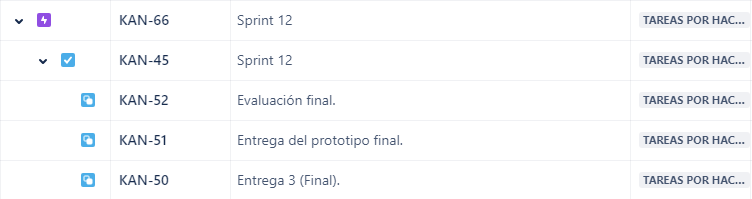 KAN-66 Sprint 12 TAREAS POR HAC...
KAN-45 Sprint 12 TAREAS POR HAC...
KAN-52 Evaluación final. TAREAS POR HAC...
KAN-51 Entrega del prototipo final. TAREAS POR HAC...
KAN-50 Entrega 3 (Final). TAREAS POR HAC...